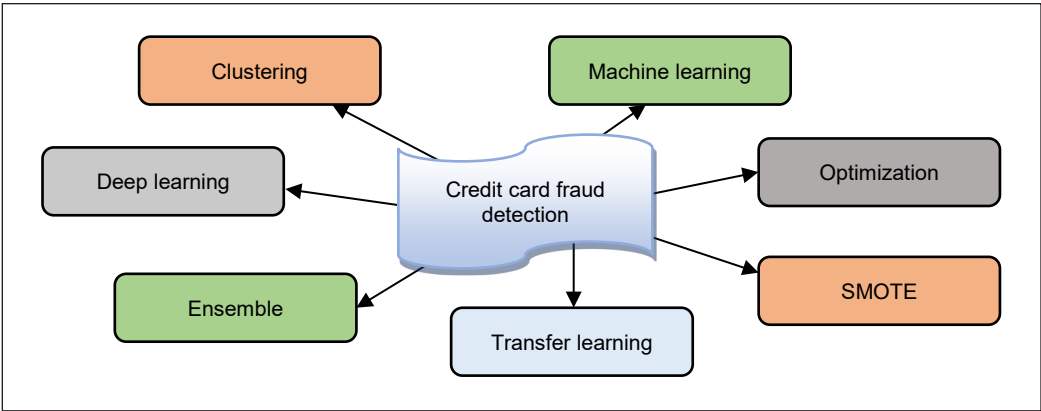 Clustering
Machine learning
Deep learning
Credit card fraud
detection
Optimization
Ensemble
Transfer learning
SMOTE